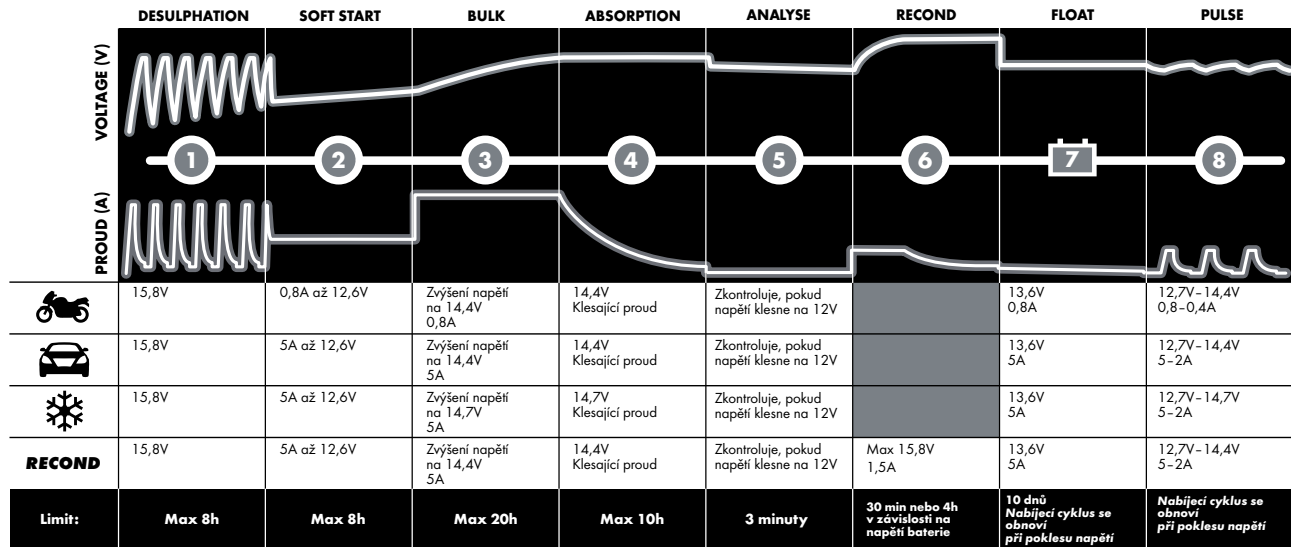 DESULPHATION SOFT START BULK ABSORPTION ANALYSE RECOND FLOAT PULSE
VOLTAGE (V)
1 2 3 4 5 6 7 8
PROUD (A)
15,8V
0,8A až 12,6V
Zvýšení napětí
na 14,4V
0,8A
14,4V
Klesající proud
Zkontroluje, pokud
napětí klesne na 12V
13,6V
0,8A
12,7V–14,4V
0,8–0,4A
15,8V
5A až 12,6V
Zvýšení napětí
na 14,4V
5A
14,4V
Klesající proud
Zkontroluje, pokud
napětí klesne na 12V
13,6V
5A
12,7V–14,4V
5–2A
15,8V
5A až 12,6V
Zvýšení napětí
na 14,7V
5A
14,7V
Klesající proud
Zkontroluje, pokud
napětí klesne na 12V
13,6V
5A
12,7V–14,7V
5–2A
RECOND
15,8V
5A až 12,6V
Zvýšení napětí
na 14,4V
5A
14,4V
Klesající proud
Zkontroluje, pokud
napětí klesne na 12V
Max 15,8V
1,5A
13,6V
5A
12,7V–14,4V
5–2A
Limit:
Max 8h
Max 8h
Max 20h
Max 10h
3 minuty
30 min nebo 4h
v závislosti na
napětí baterie
10 dnů
Nabíjecí cyklus se
obnoví
při poklesu napětí
Nabíjecí cyklus se
obnoví
při poklesu napětí